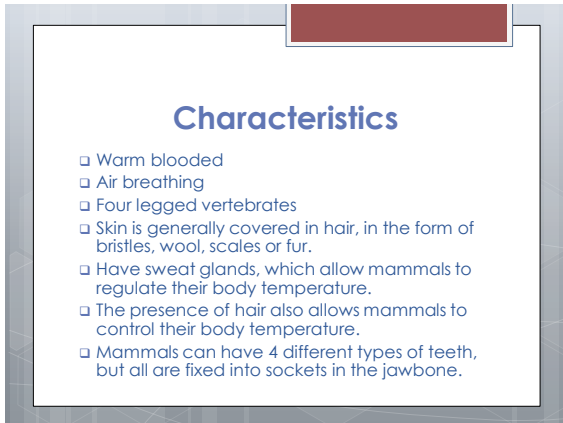 Characteristics
Warm blooded
Air breathing
Four legged vertebrates
Skin is generally covered in hair, in the form of
bristles, wool, scales or fur.
Have sweat glands, which allow mammals to
regulate their body temperature.
The presence of hair also allows mammals to
control their body temperature.
Mammals can have 4 different types of teeth,
but all are fixed into sockets in the jawbone.